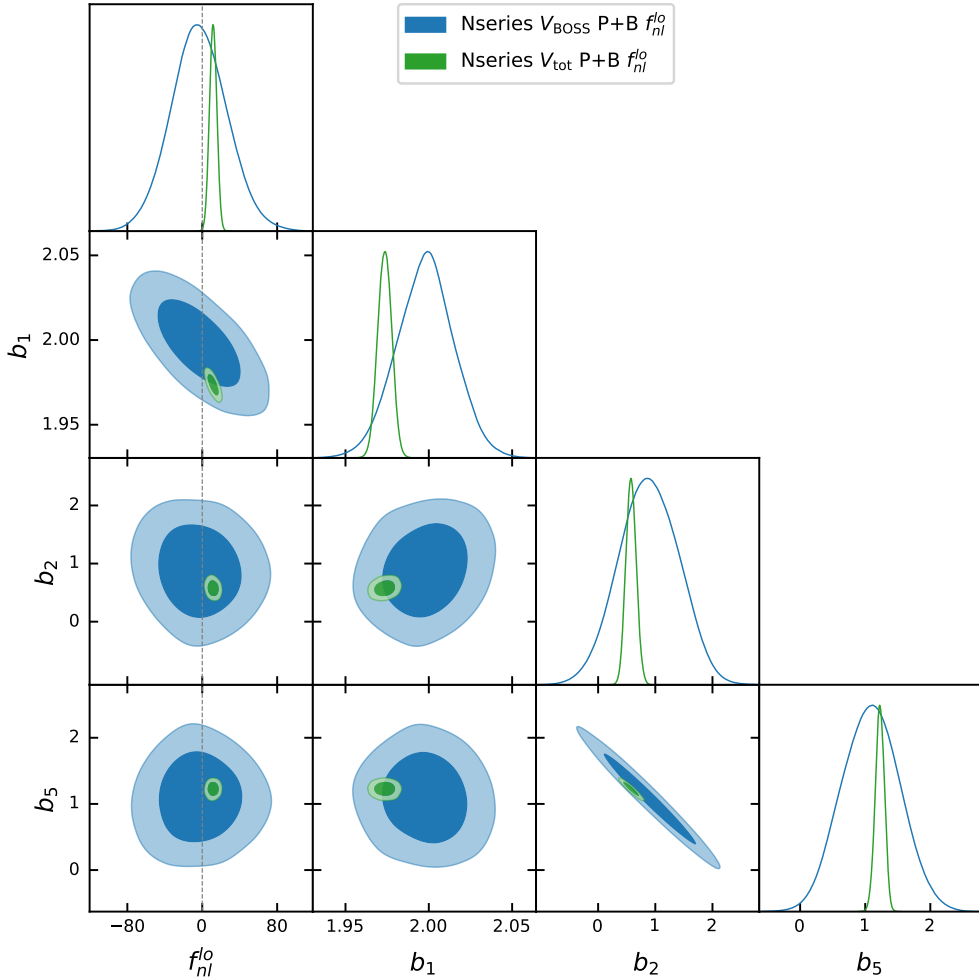 Nseries V_BOSS P+B f_nl^lo
Nseries V_tot P+B f_nl^lo
2.05
2.00
1.95
b_1
2
1
0
b_2
2
1
0
b_5
−80 0 80
1.95 2.00 2.05
0 1 2
0 1 2
f_nl^lo b_1 b_2 b_5